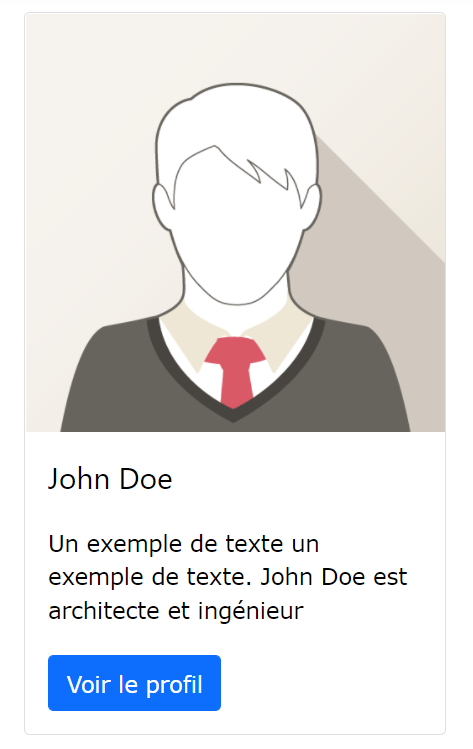 John Doe
Un exemple de texte un
exemple de texte. John Doe est
architecte et ingénieur
Voir le profil